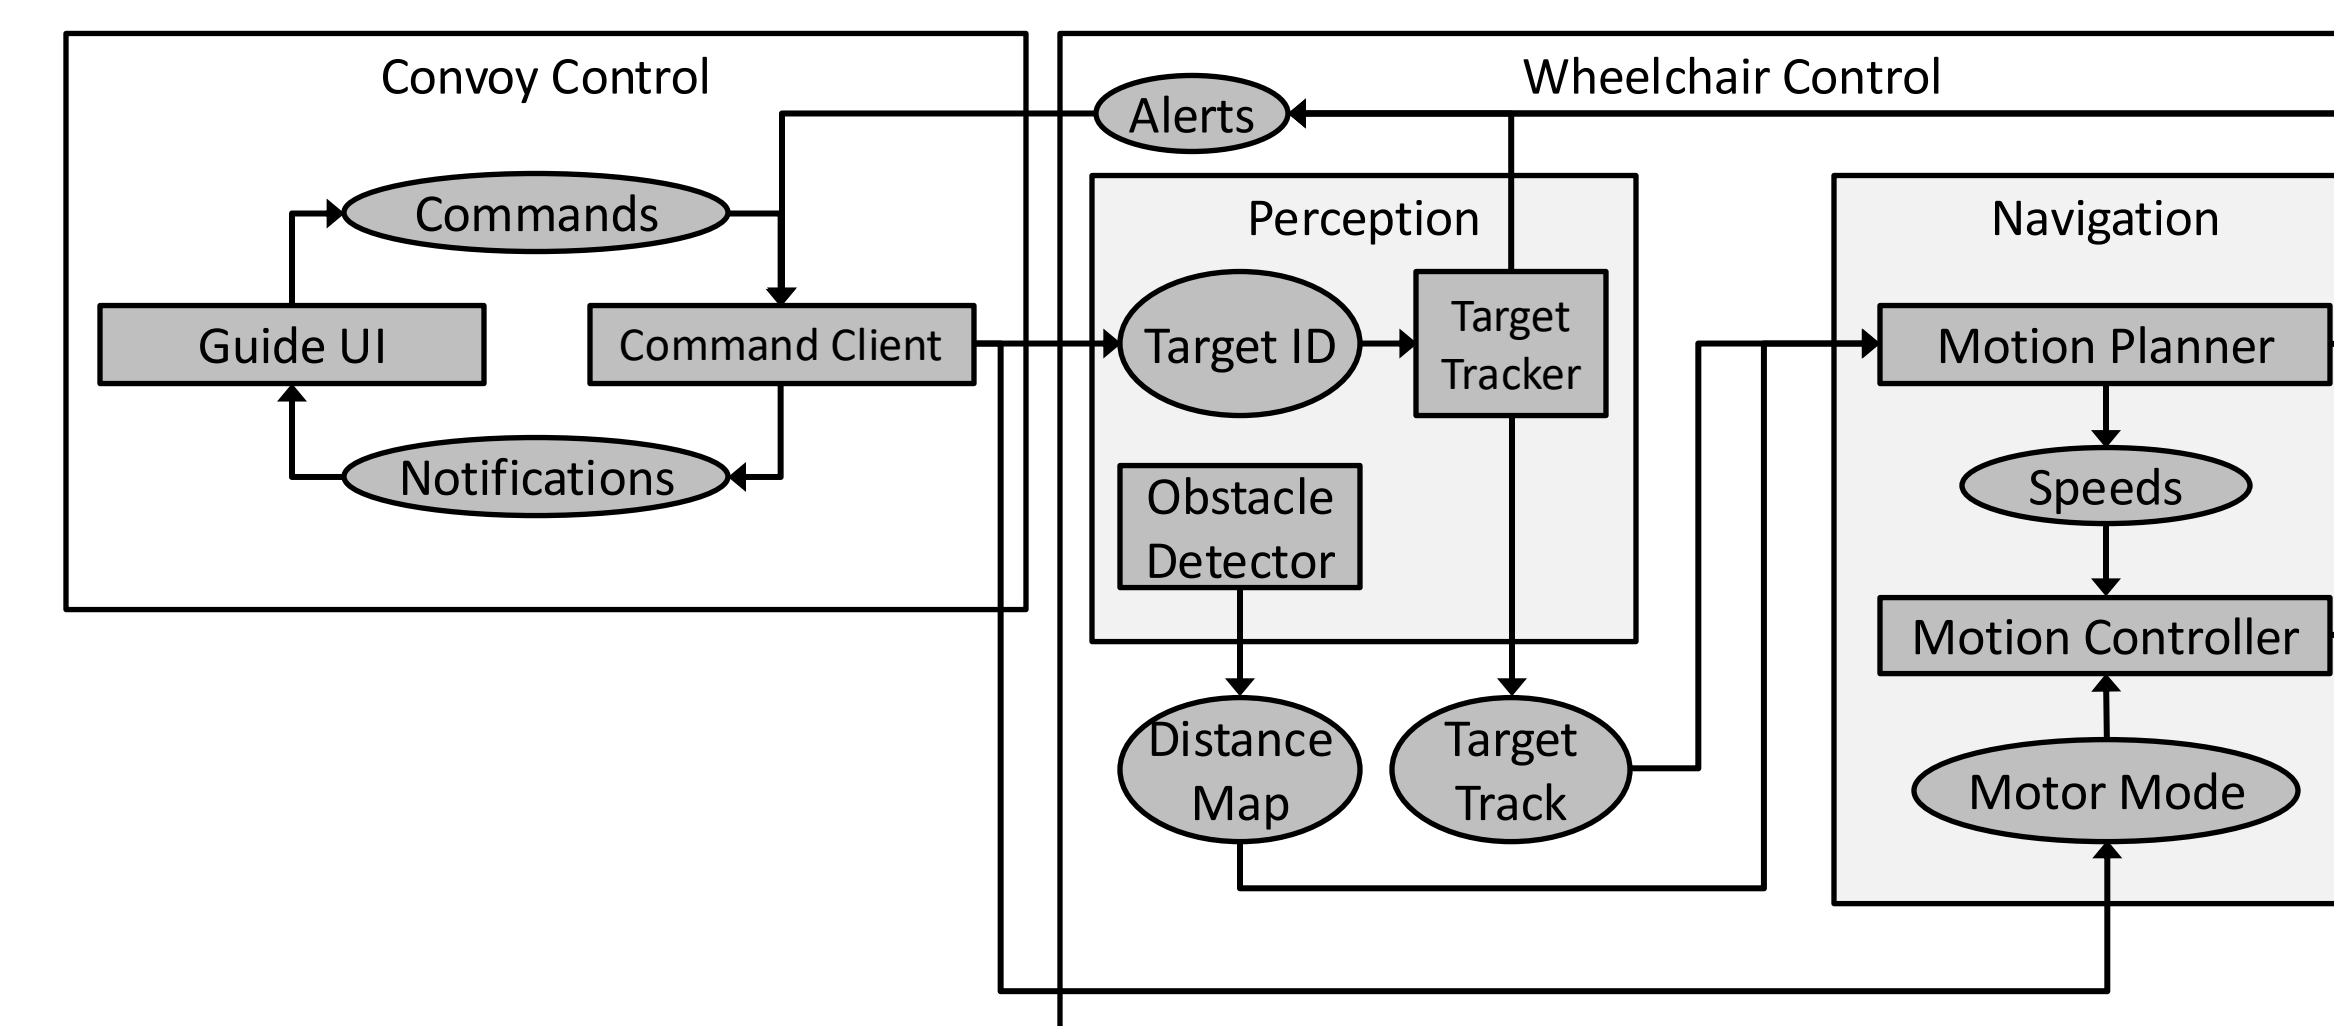 Convoy Control
Wheelchair Control
Alerts
Commands
Perception
Navigation
Guide UI
Command Client
Target ID
Target
Tracker
Motion Planner
Notifications
Obstacle
Detector
Speeds
Motion Controller
Distance
Map
Target
Track
Motor Mode